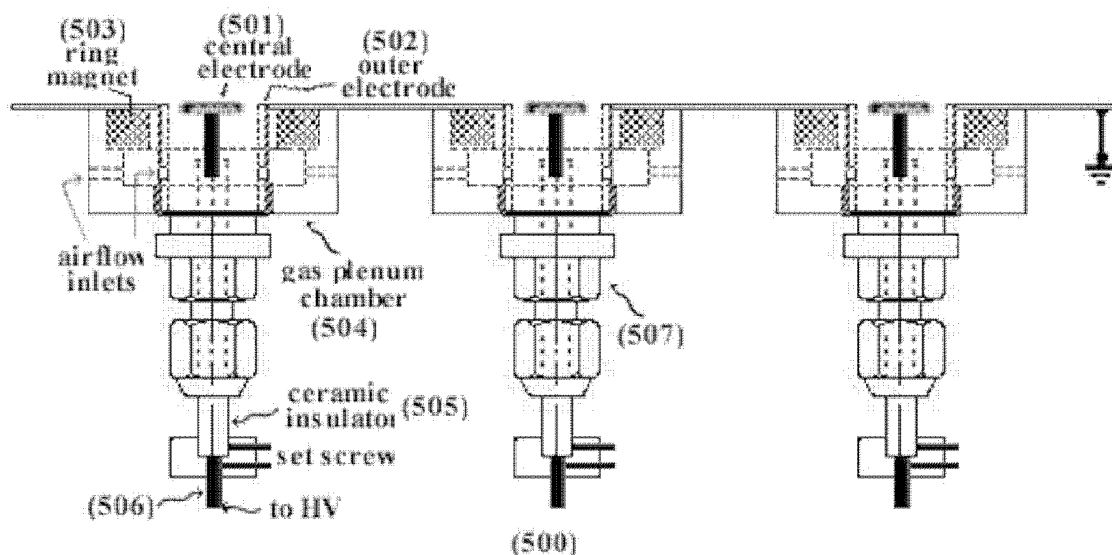 (503)
ring
magnet
(501)
central
electrode
(502)
outer
electrode
airflow
inlets
gas plenum
chamber
(504)
(507)
ceramic
insulator
(505)
set screw
(506)
to HV
(500)